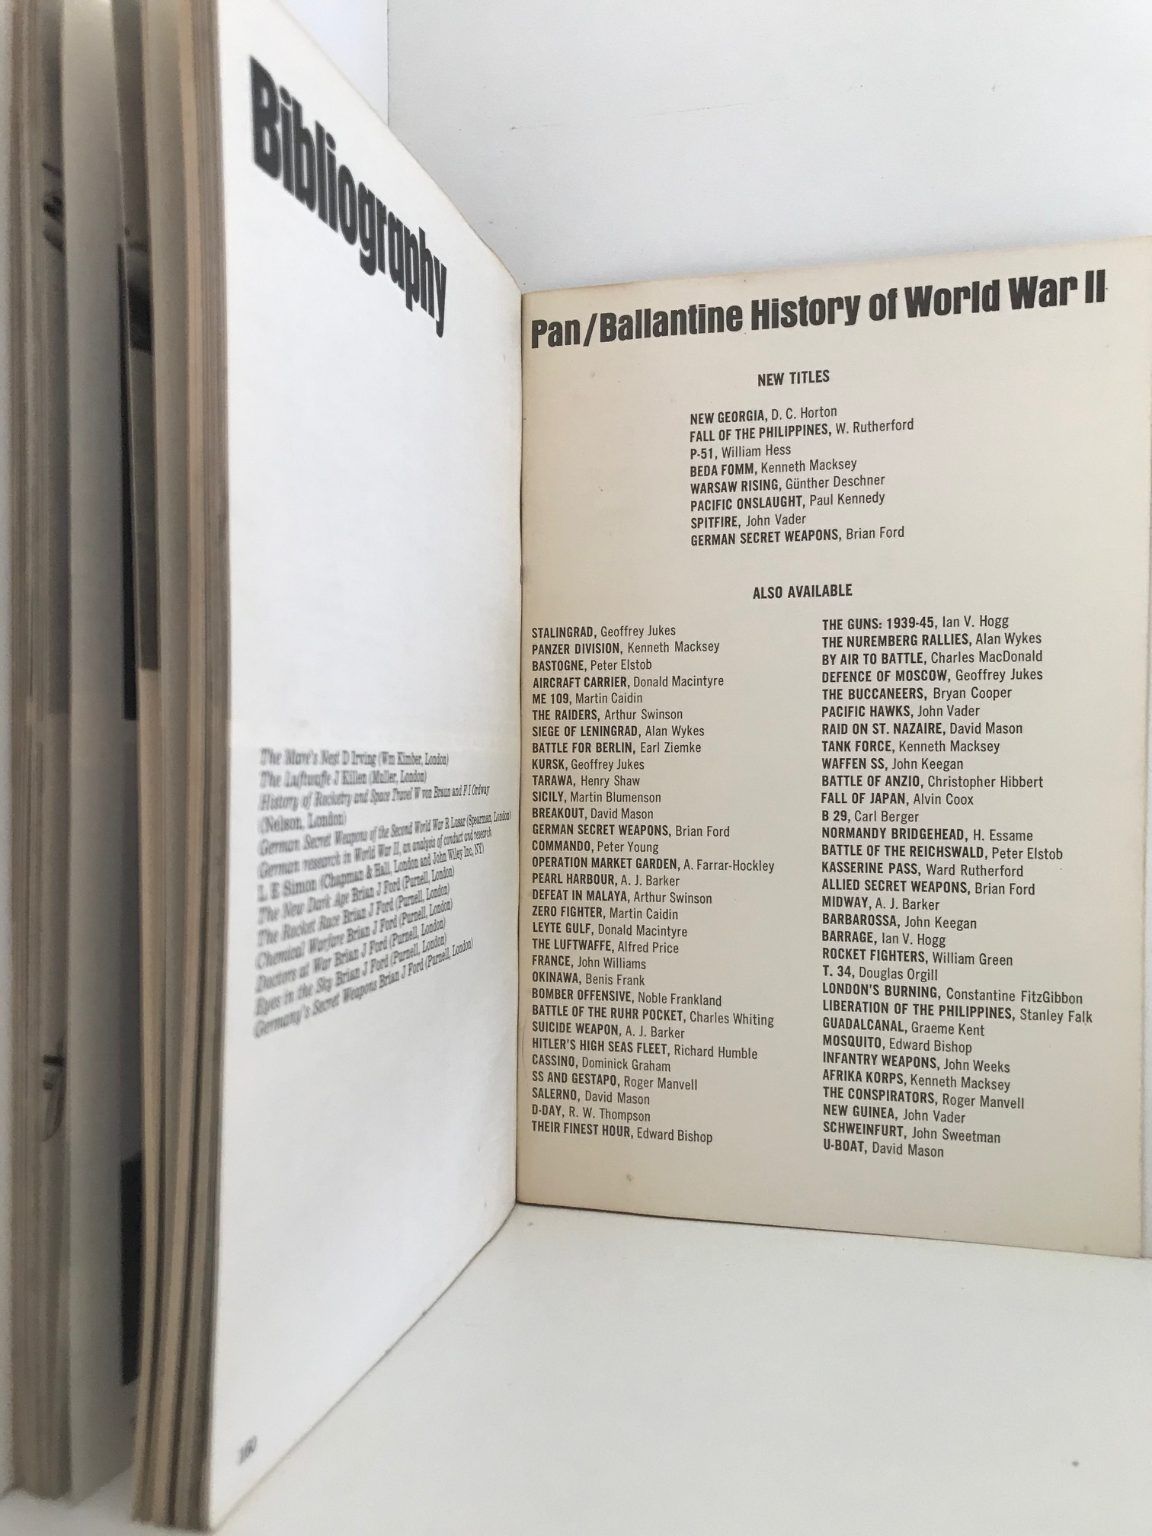 Bibliography
The Mare's Nest D Irving (Wm Kimber, London)
The Luftwaffe J Killen (Muller, London)
History of Rocketry and Space Travel W von Braun and F I Ordway
(Nelson, London)
German Secret Weapons of the Second World War R Lusar (Spearman, London)
German research in World War II, an analysis of conduct and research
L E Simon (Chapman & Hall, London and John Wiley Inc, NY)
The New Dark Age Brian J Ford (Purnell, London)
The Rocket Race Brian J Ford (Purnell, London)
Chemical Warfare Brian J Ford (Purnell, London)
Doctors at War Brian J Ford (Purnell, London)
Eyes in the Sky Brian J Ford (Purnell, London)
Germany's Secret Weapons Brian J Ford (Purnell, London)
160
Pan/Ballantine History of World War II
NEW TITLES
NEW GEORGIA, D. C. Horton
FALL OF THE PHILIPPINES, W. Rutherford
P-51, William Hess
BEDA FOMM, Kenneth Macksey
WARSAW RISING, Günther Deschner
PACIFIC ONSLAUGHT, Paul Kennedy
SPITFIRE, John Vader
GERMAN SECRET WEAPONS, Brian Ford
ALSO AVAILABLE
STALINGRAD, Geoffrey Jukes
PANZER DIVISION, Kenneth Macksey
BASTOGNE, Peter Elstob
AIRCRAFT CARRIER, Donald Macintyre
ME 109, Martin Caidin
THE RAIDERS, Arthur Swinson
SIEGE OF LENINGRAD, Alan Wykes
BATTLE FOR BERLIN, Earl Ziemke
KURSK, Geoffrey Jukes
TARAWA, Henry Shaw
SICILY, Martin Blumenson
BREAKOUT, David Mason
GERMAN SECRET WEAPONS, Brian Ford
COMMANDO, Peter Young
OPERATION MARKET GARDEN, A. Farrar-Hockley
PEARL HARBOUR, A. J. Barker
DEFEAT IN MALAYA, Arthur Swinson
ZERO FIGHTER, Martin Caidin
LEYTE GULF, Donald Macintyre
THE LUFTWAFFE, Alfred Price
FRANCE, John Williams
OKINAWA, Benis Frank
BOMBER OFFENSIVE, Noble Frankland
BATTLE OF THE RUHR POCKET, Charles Whiting
SUICIDE WEAPON, A. J. Barker
HITLER'S HIGH SEAS FLEET, Richard Humble
CASSINO, Dominick Graham
SS AND GESTAPO, Roger Manvell
SALERNO, David Mason
D-DAY, R. W. Thompson
THEIR FINEST HOUR, Edward Bishop
THE GUNS: 1939-45, Ian V. Hogg
THE NUREMBERG RALLIES, Alan Wykes
BY AIR TO BATTLE, Charles MacDonald
DEFENCE OF MOSCOW, Geoffrey Jukes
THE BUCCANEERS, Bryan Cooper
PACIFIC HAWKS, John Vader
RAID ON ST. NAZAIRE, David Mason
TANK FORCE, Kenneth Macksey
WAFFEN SS, John Keegan
BATTLE OF ANZIO, Christopher Hibbert
FALL OF JAPAN, Alvin Coox
B 29, Carl Berger
NORMANDY BRIDGEHEAD, H. Essame
BATTLE OF THE REICHSWALD, Peter Elstob
KASSERINE PASS, Ward Rutherford
ALLIED SECRET WEAPONS, Brian Ford
MIDWAY, A. J. Barker
BARBAROSSA, John Keegan
BARRAGE, Ian V. Hogg
ROCKET FIGHTERS, William Green
T. 34, Douglas Orgill
LONDON'S BURNING, Constantine FitzGibbon
LIBERATION OF THE PHILIPPINES, Stanley Falk
GUADALCANAL, Graeme Kent
MOSQUITO, Edward Bishop
INFANTRY WEAPONS, John Weeks
AFRIKA KORPS, Kenneth Macksey
THE CONSPIRATORS, Roger Manvell
NEW GUINEA, John Vader
SCHWEINFURT, John Sweetman
U-BOAT, David Mason